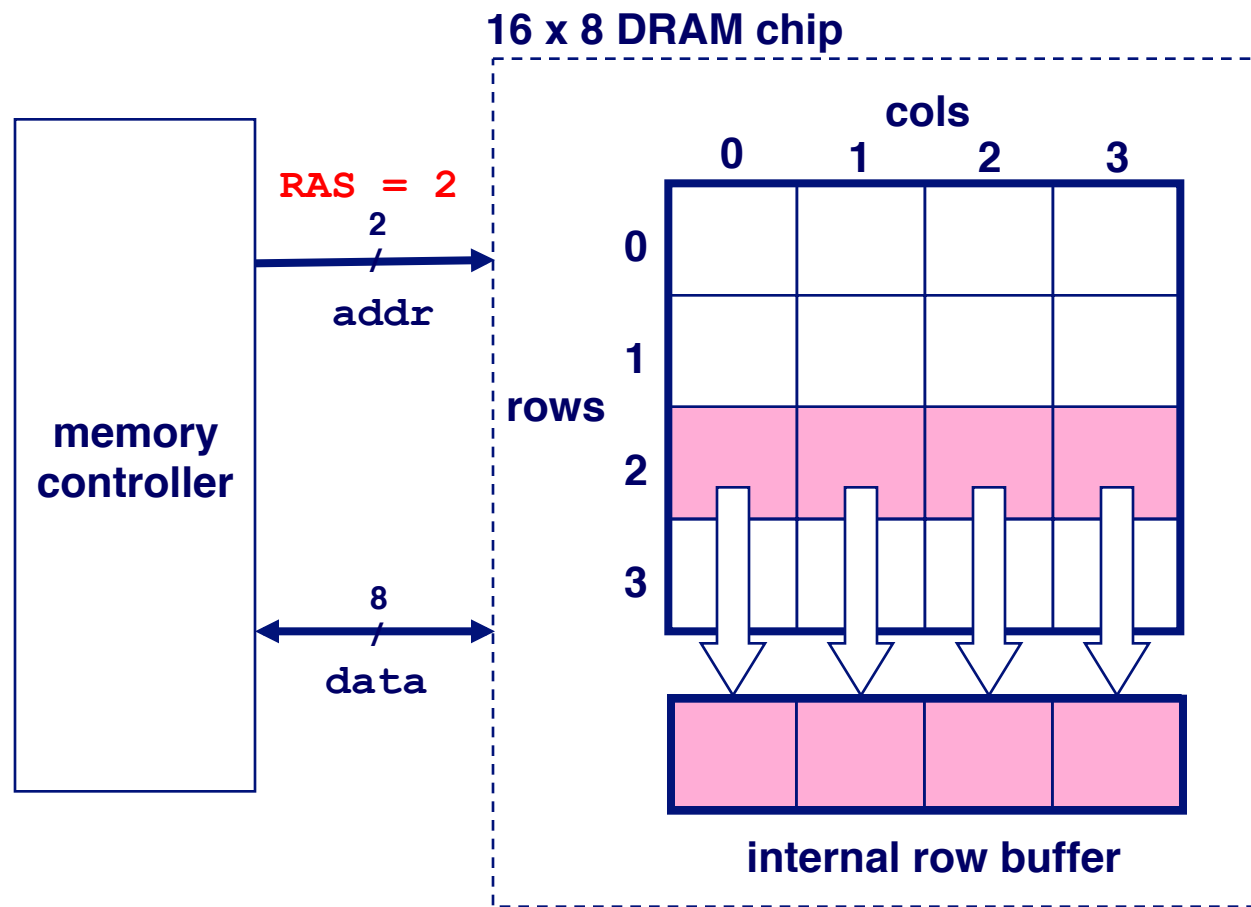 16 x 8 DRAM chip
cols
0 1 2 3
RAS = 2
2
/
addr
0
1
rows
2
3
memory
controller
8
/
data
internal row buffer